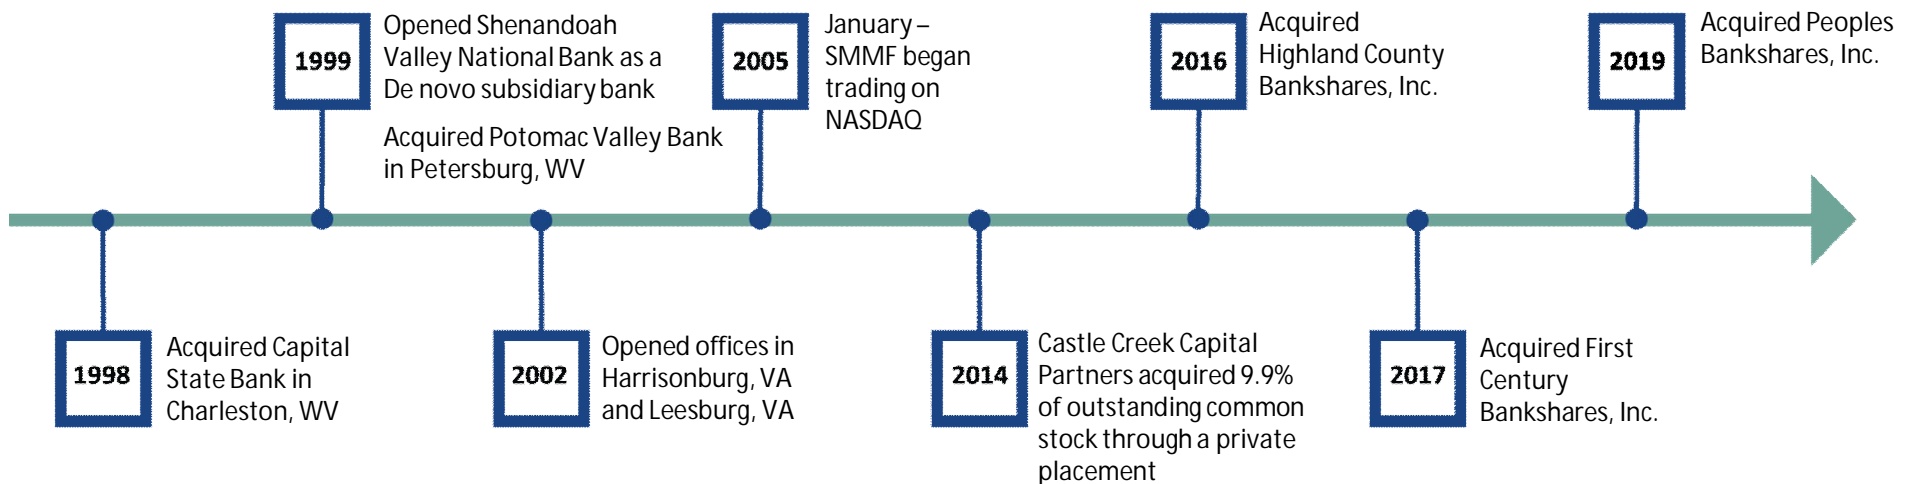 1998
Acquired Capital
State Bank in
Charleston, WV
1999
Opened Shenandoah
Valley National Bank as a
De novo subsidiary bank
Acquired Potomac Valley Bank
in Petersburg, WV
2002
Opened offices in
Harrisonburg, VA
and Leesburg, VA
2005
January –
SMMF began
trading on
NASDAQ
2014
Castle Creek Capital
Partners acquired 9.9%
of outstanding common
stock through a private
placement
2016
Acquired
Highland County
Bankshares, Inc.
2017
Acquired First
Century
Bankshares, Inc.
2019
Acquired Peoples
Bankshares, Inc.